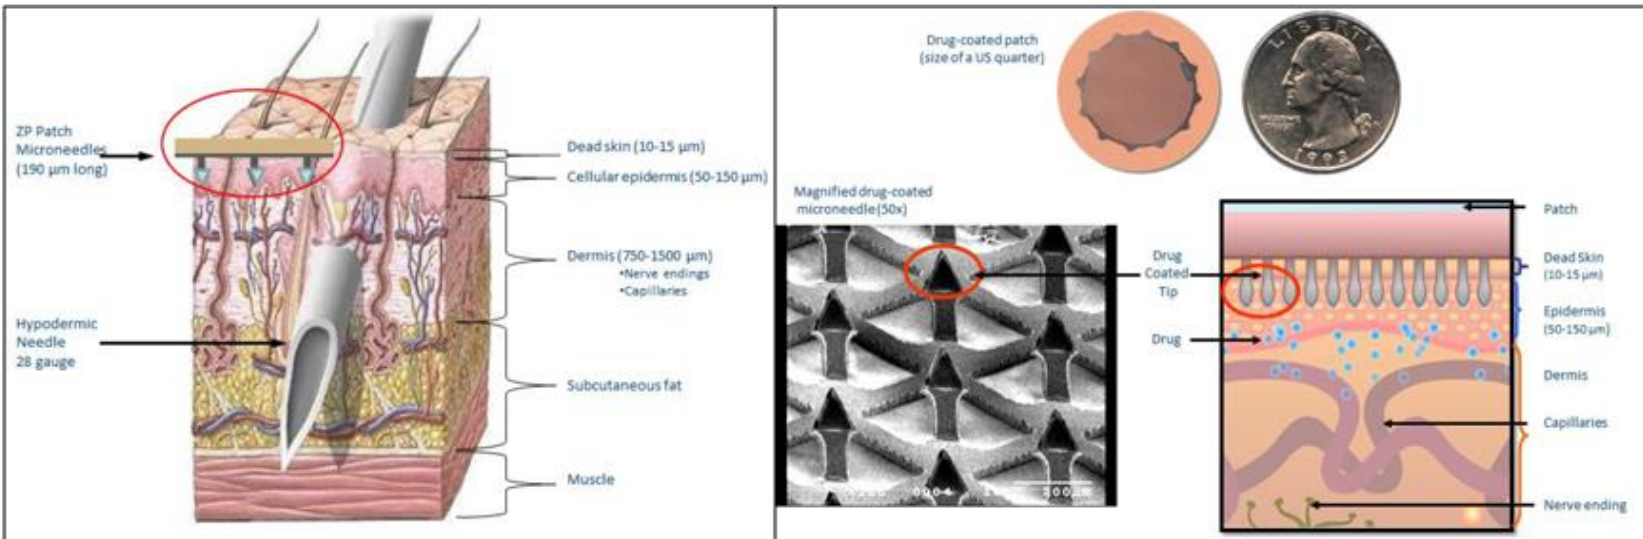 ZP Patch
Microneedles
(190 µm long)
Hypodermic
Needle
28 gauge
Dead skin (10-15 µm)
Cellular epidermis (50-150 µm)
Dermis (750-1500 µm)
•Nerve endings
•Capillaries
Subcutaneous fat
Muscle
Drug-coated patch
(size of a US quarter)
LIBERTY
1993
Magnified drug-coated
microneedle (50x)
200µm
Drug
Coated
Tip
Drug
Patch
Dead Skin
(10-15 µm)
Epidermis
(50-150 µm)
Dermis
Capillaries
Nerve ending